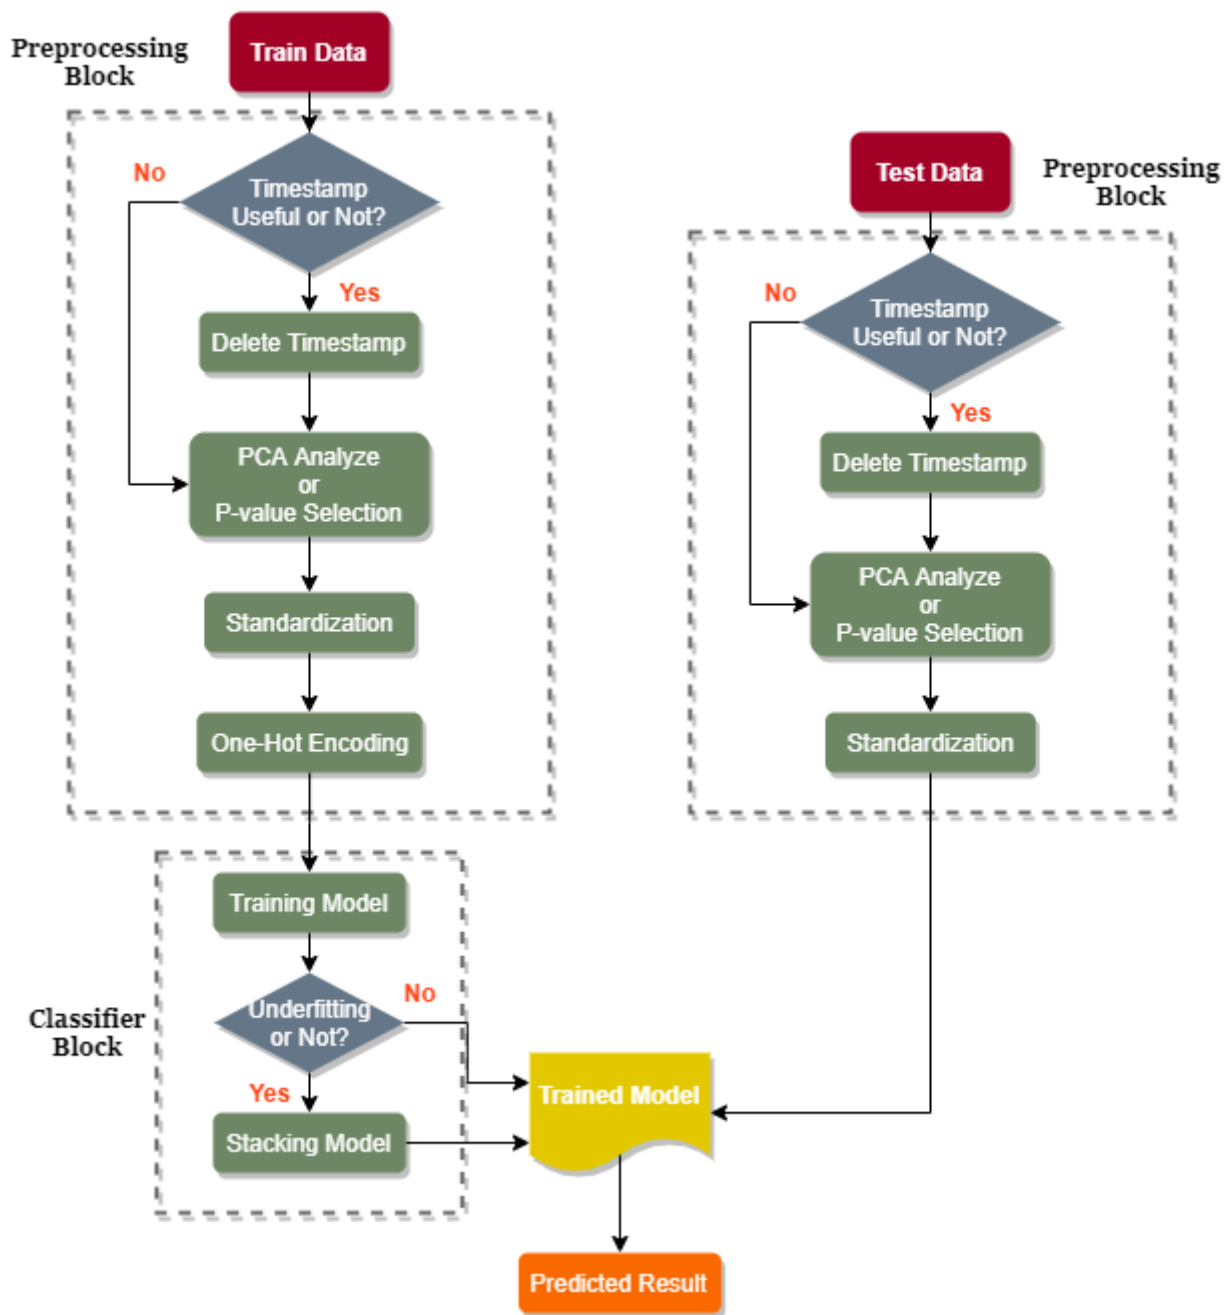 Preprocessing
Block
Train Data
No
Timestamp
Useful or Not?
Yes
Delete Timestamp
PCA Analyze
or
P-value Selection
Standardization
One-Hot Encoding
Test Data
Preprocessing
Block
No
Timestamp
Useful or Not?
Yes
Delete Timestamp
PCA Analyze
or
P-value Selection
Standardization
Classifier
Block
Training Model
Underfitting
or Not?
No
Yes
Stacking Model
Trained Model
Predicted Result